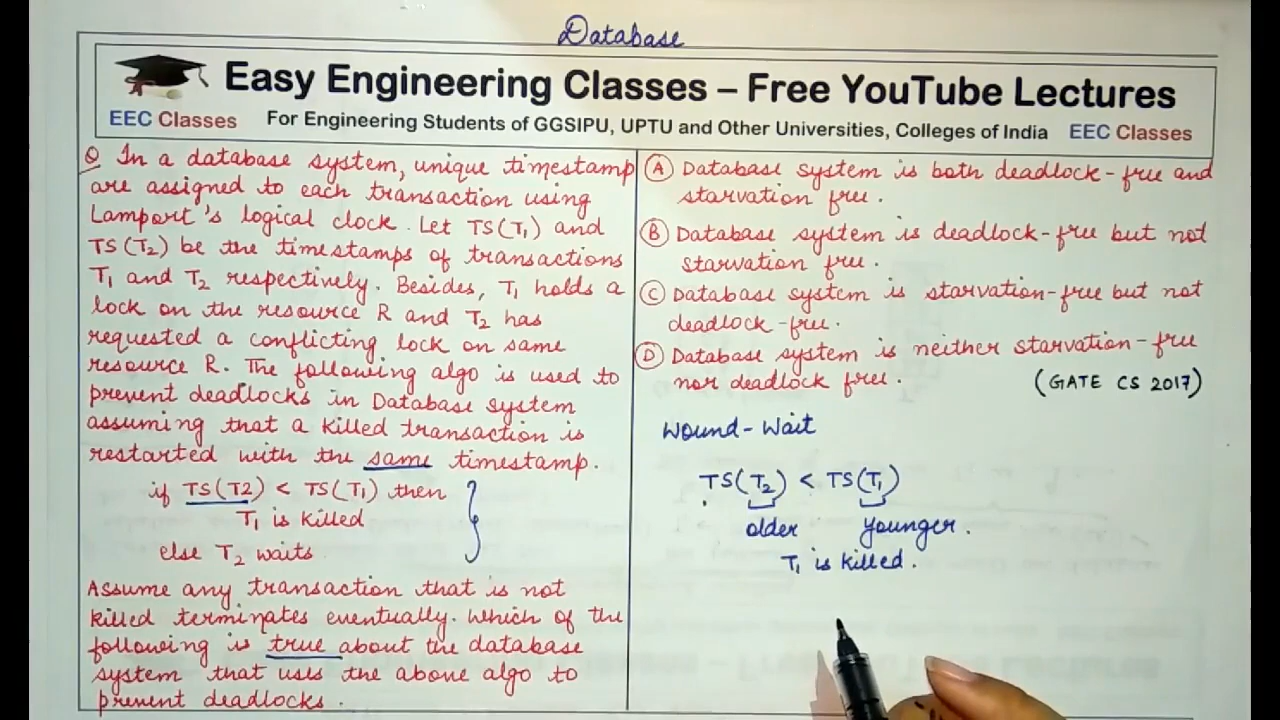 Database
Easy Engineering Classes – Free YouTube Lectures
EEC Classes For Engineering Students of GGSIPU, UPTU and Other Universities, Colleges of India EEC Classes
Q In a database system, unique timestamp
are assigned to each transaction using
Lamport's logical clock. Let TS(T1) and
TS(T2) be the timestamps of transactions
T1 and T2 respectively. Besides, T1 holds a
lock on the resource R and T2 has
requested a conflicting lock on same
resource R. The following algo is used to
prevent deadlocks in Database system
assuming that a killed transaction is
restarted with the same timestamp.
if TS(T2) < TS(T1) then
T1 is killed
else T2 waits.
Assume any transaction that is not
killed terminates eventually. Which of the
following is true about the database
system that uses the above algo to
prevent deadlocks.
(A) Database system is both deadlock-free and
starvation free.
(B) Database system is deadlock-free but not
starvation free.
(C) Database system is starvation-free but not
deadlock-free.
(D) Database system is neither starvation-free
nor deadlock free. (GATE CS 2017)
Wound-Wait
TS(T2) < TS(T1)
older younger.
T1 is killed.